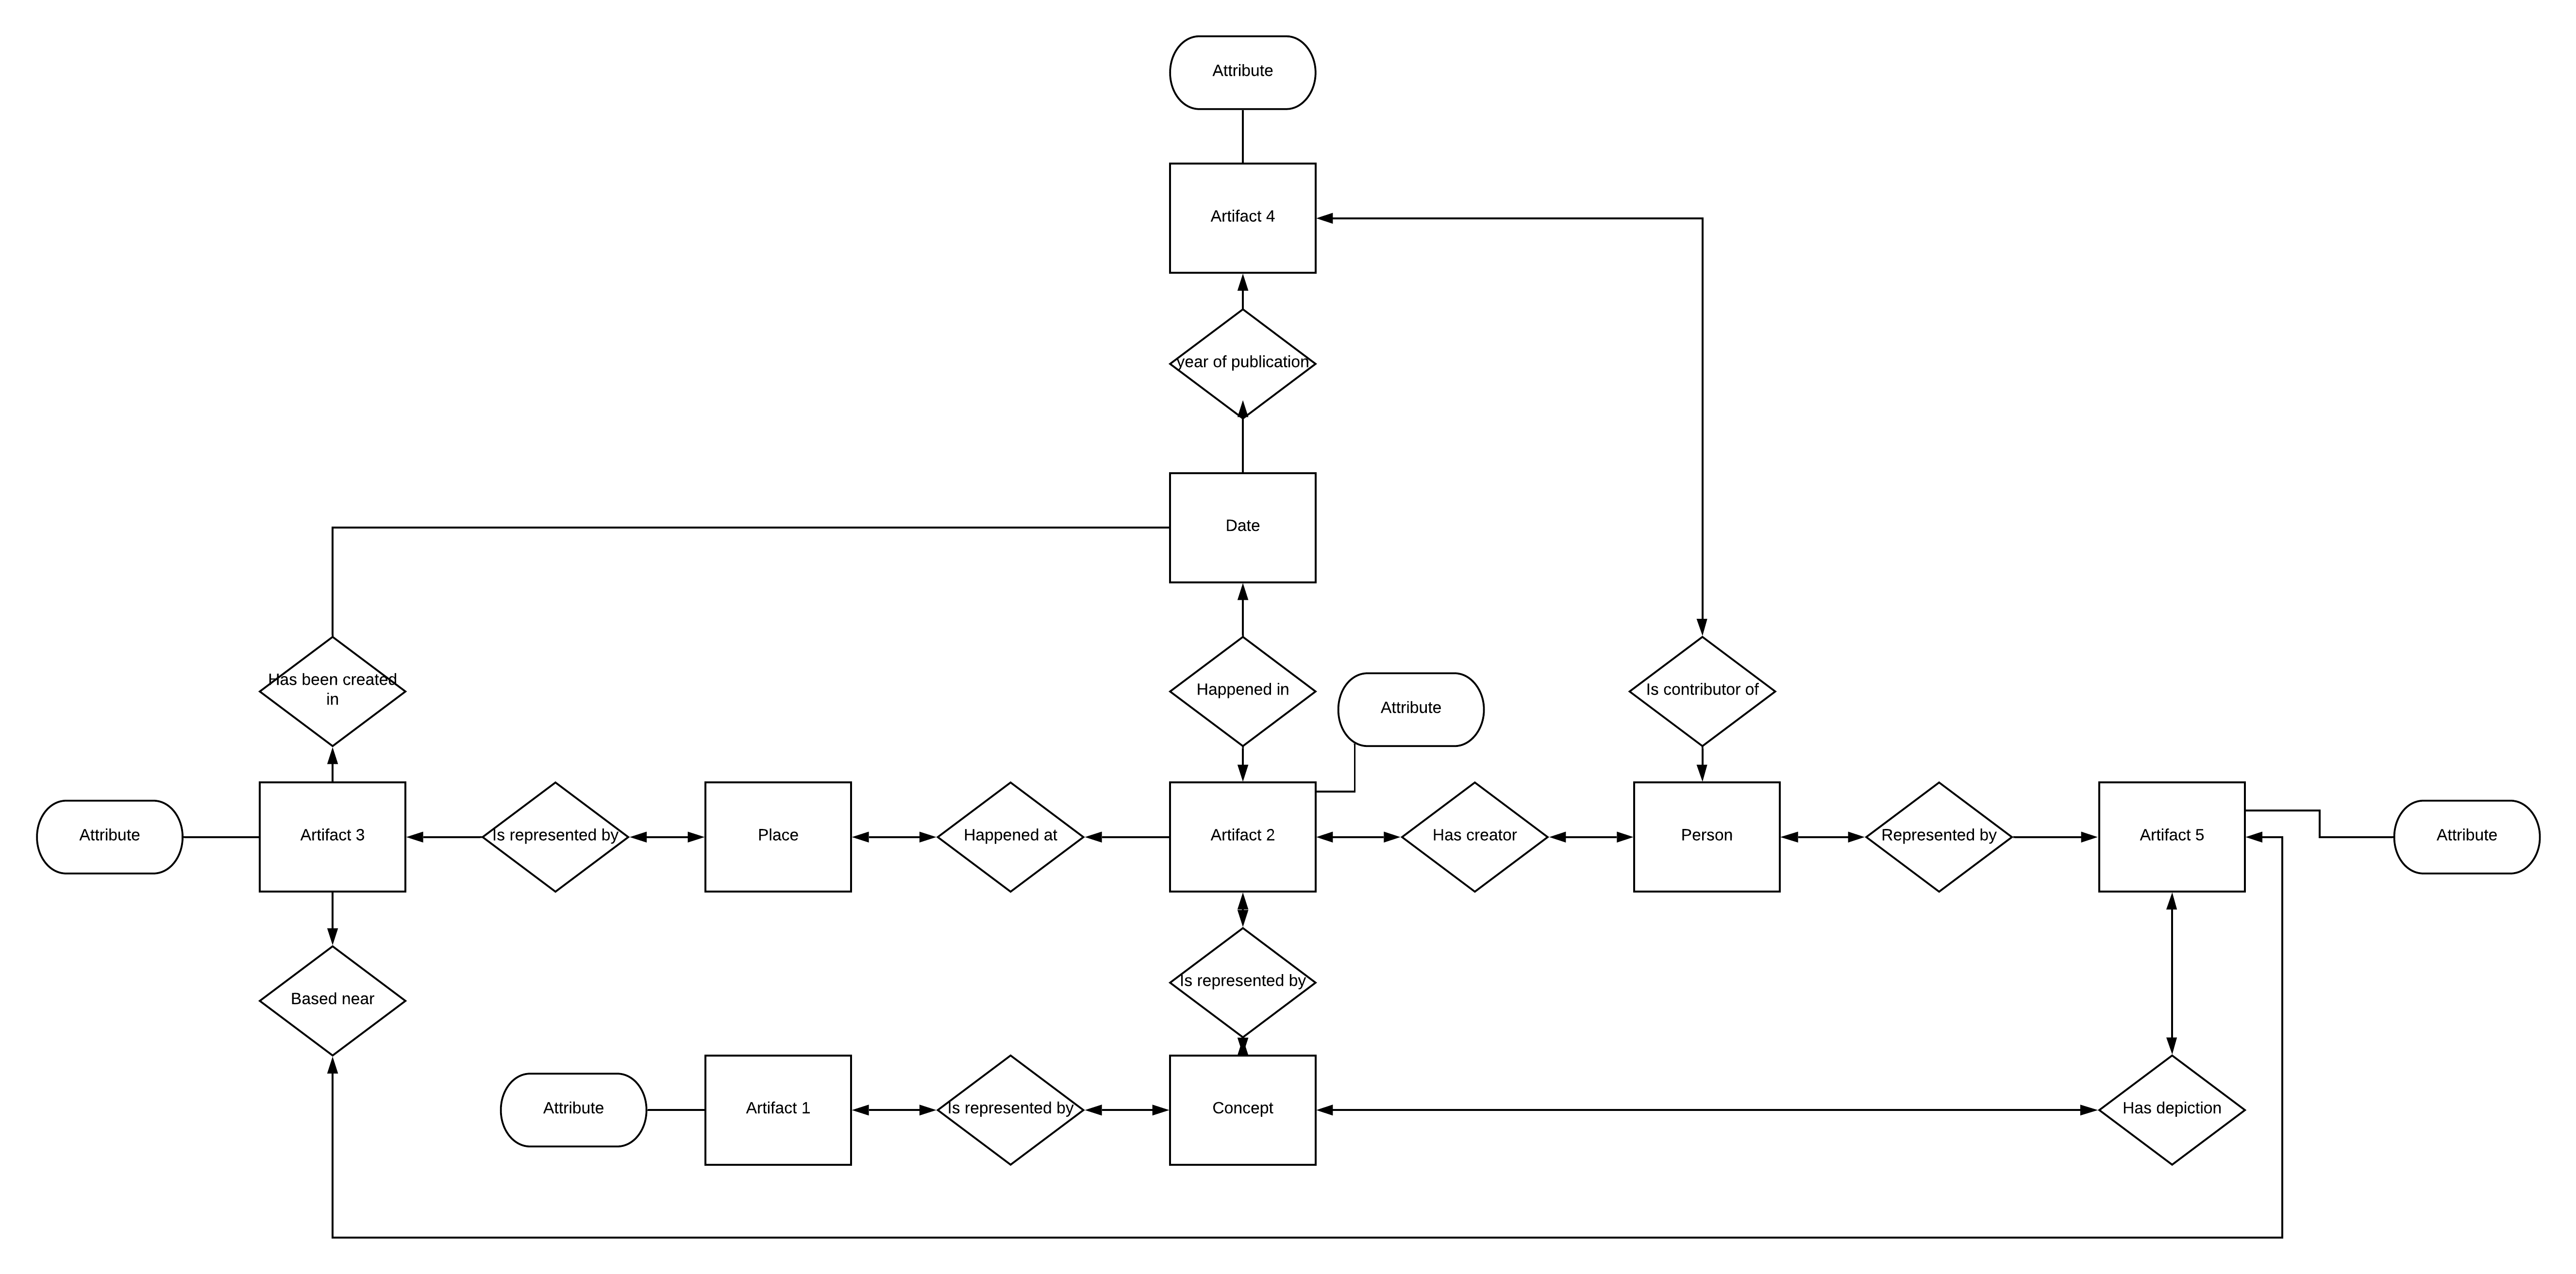 Attribute
Artifact 4
year of publication
Date
Has been created
in
Happened in
Attribute
Is contributor of
Attribute
Artifact 3
Is represented by
Place
Happened at
Artifact 2
Has creator
Person
Represented by
Artifact 5
Attribute
Based near
Is represented by
Attribute
Artifact 1
Is represented by
Concept
Has depiction